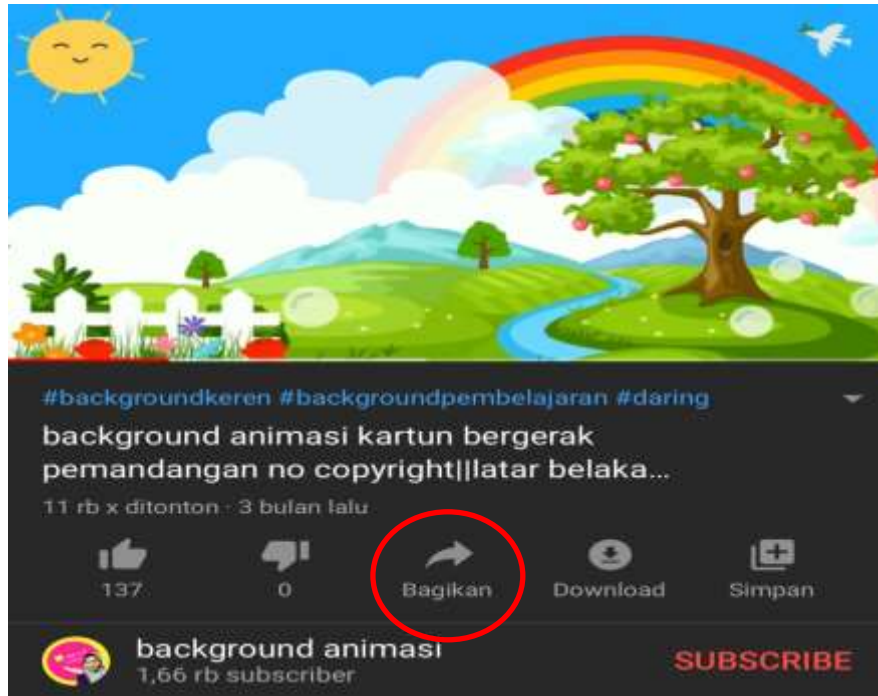 #backgroundkeren #backgroundpembelajaran #daring
background animasi kartun bergerak
pemandangan no copyright||latar belaka...
11 rb x ditonton · 3 bulan lalu
137 0 Bagikan Download Simpan
background animasi
1,66 rb subscriber
SUBSCRIBE